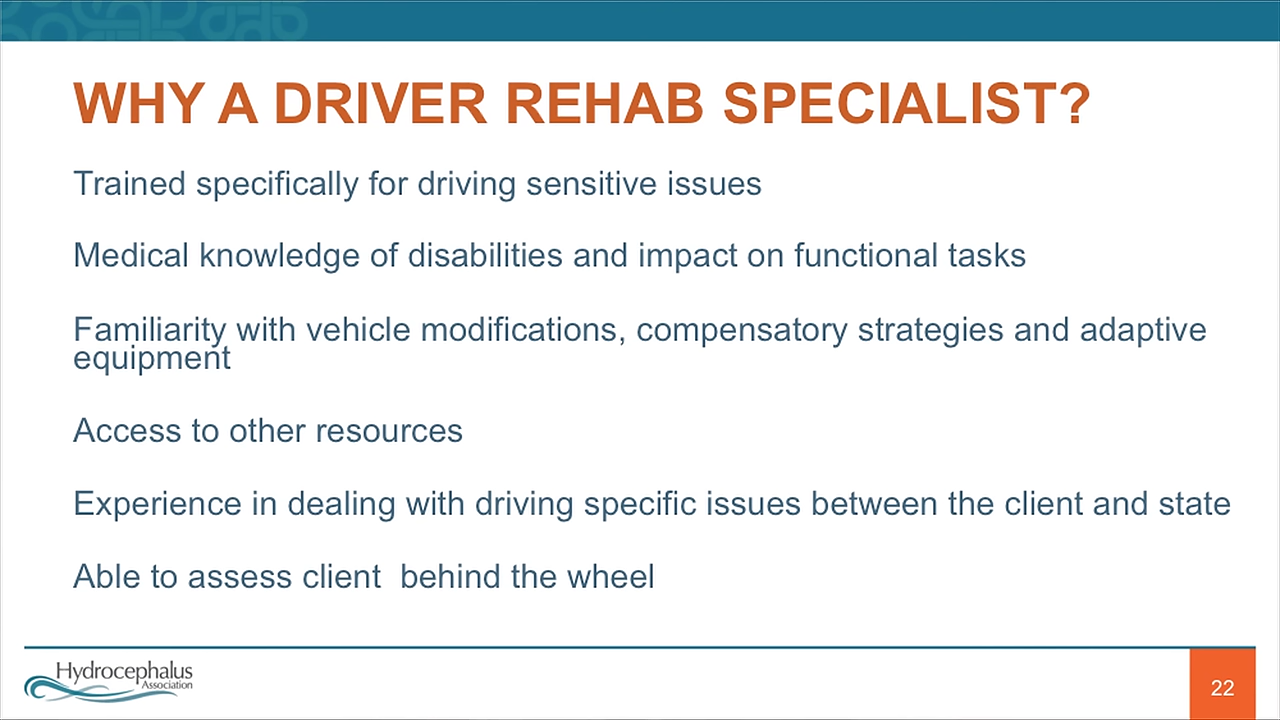 WHY A DRIVER REHAB SPECIALIST?
Trained specifically for driving sensitive issues
Medical knowledge of disabilities and impact on functional tasks
Familiarity with vehicle modifications, compensatory strategies and adaptive
equipment
Access to other resources
Experience in dealing with driving specific issues between the client and state
Able to assess client  behind the wheel
Hydrocephalus
Association
22